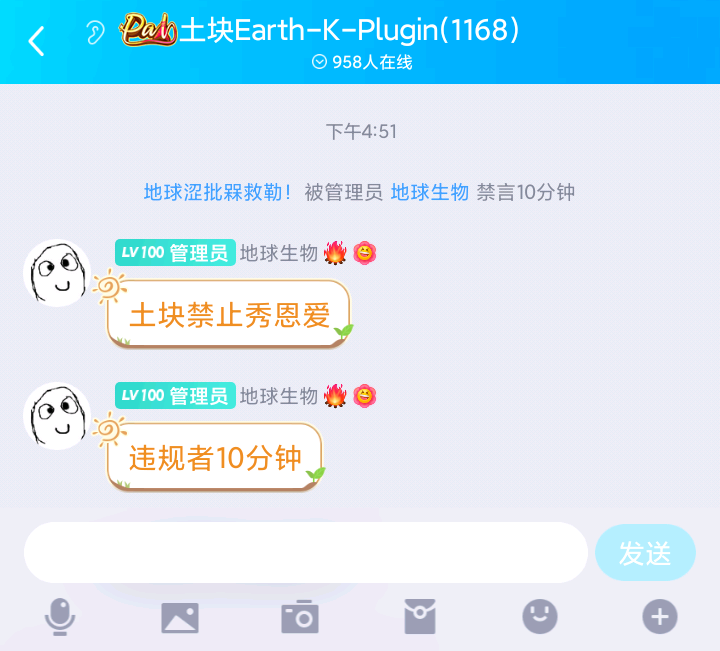 Pan土块Earth-K-Plugin(1168)
958人在线
下午4:51
地球涩批槑救勒！被管理员 地球生物 禁言10分钟
LV100 管理员 地球生物
土块禁止秀恩爱
LV100 管理员 地球生物
违规者10分钟
发送